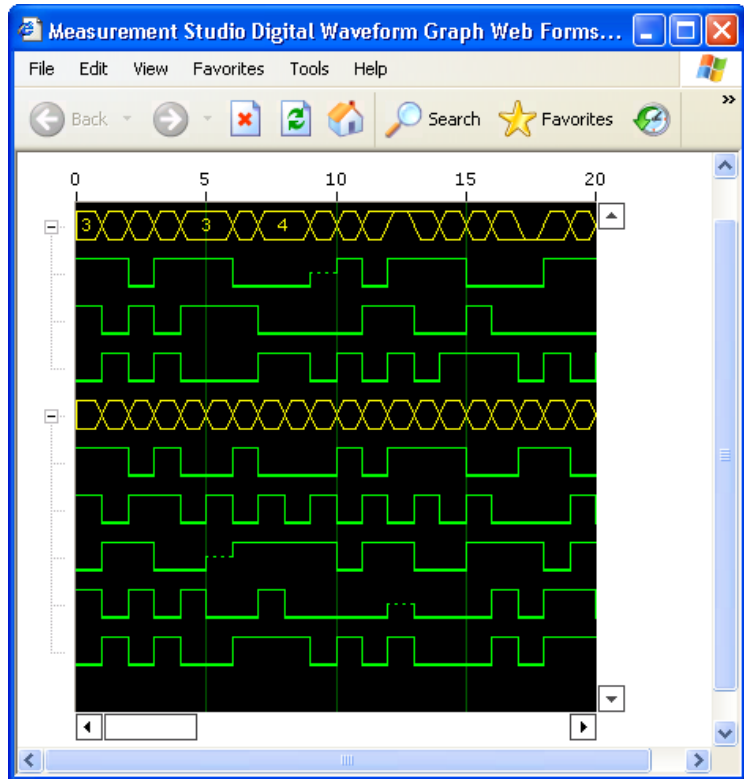 Measurement Studio Digital Waveform Graph Web Forms...
File Edit View Favorites Tools Help
Back Search Favorites »
0 5 10 15 20
3 3 4